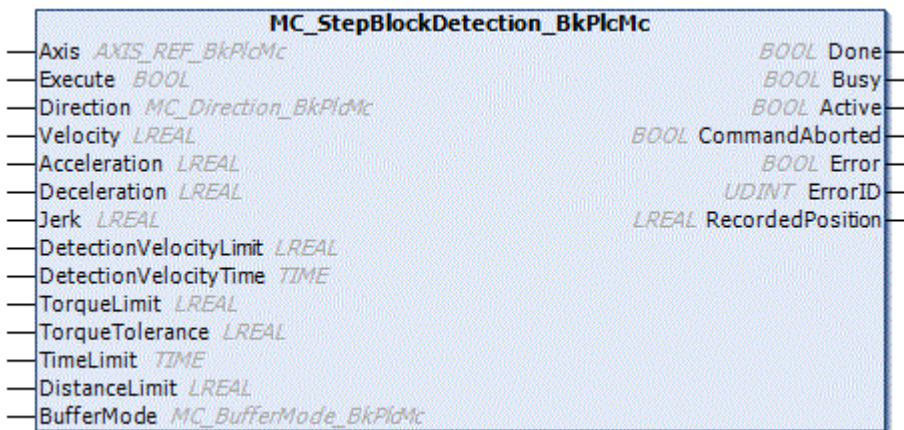 MC_StepBlockDetection_BkPlcMc
Axis AXIS_REF_BkPlcMc BOOL Done
Execute BOOL BOOL Busy
Direction MC_Direction_BkPlcMc BOOL Active
Velocity LREAL BOOL CommandAborted
Acceleration LREAL BOOL Error
Deceleration LREAL UDINT ErrorID
Jerk LREAL LREAL RecordedPosition
DetectionVelocityLimit LREAL
DetectionVelocityTime TIME
TorqueLimit LREAL
TorqueTolerance LREAL
TimeLimit TIME
DistanceLimit LREAL
BufferMode MC_BufferMode_BkPlcMc